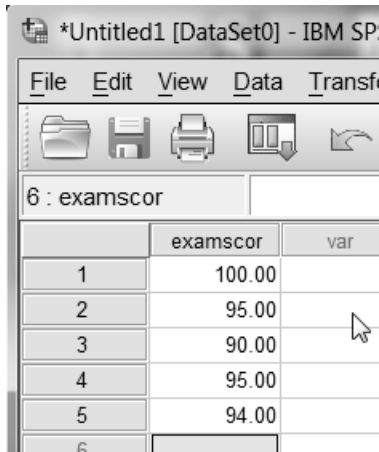 *Untitled1 [DataSet0] - IBM SP
File Edit View Data Transf
6 : examscor
examscor var
1 100.00
2 95.00
3 90.00
4 95.00
5 94.00
6